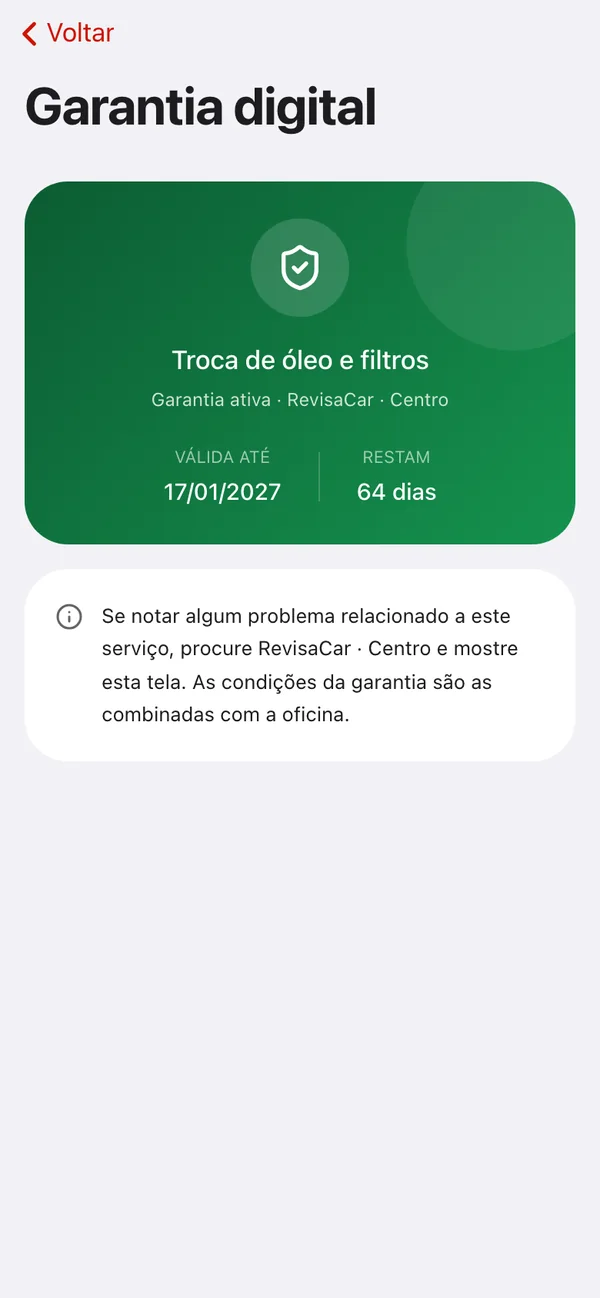 Voltar
Garantia digital
Troca de óleo e filtros
Garantia ativa · RevisaCar · Centro
VÁLIDA ATÉ
17/01/2027
RESTAM
64 dias
Se notar algum problema relacionado a este
serviço, procure RevisaCar · Centro e mostre
esta tela. As condições da garantia são as
combinadas com a oficina.